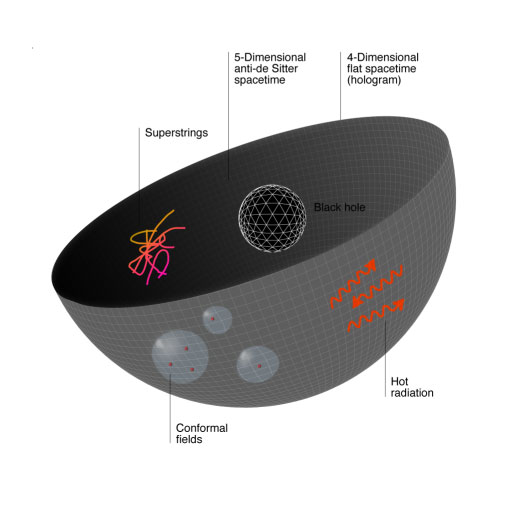 5-Dimensional
anti-de Sitter
spacetime
4-Dimensional
flat spacetime
(hologram)
Superstrings
Black hole
Hot
radiation
Conformal
fields